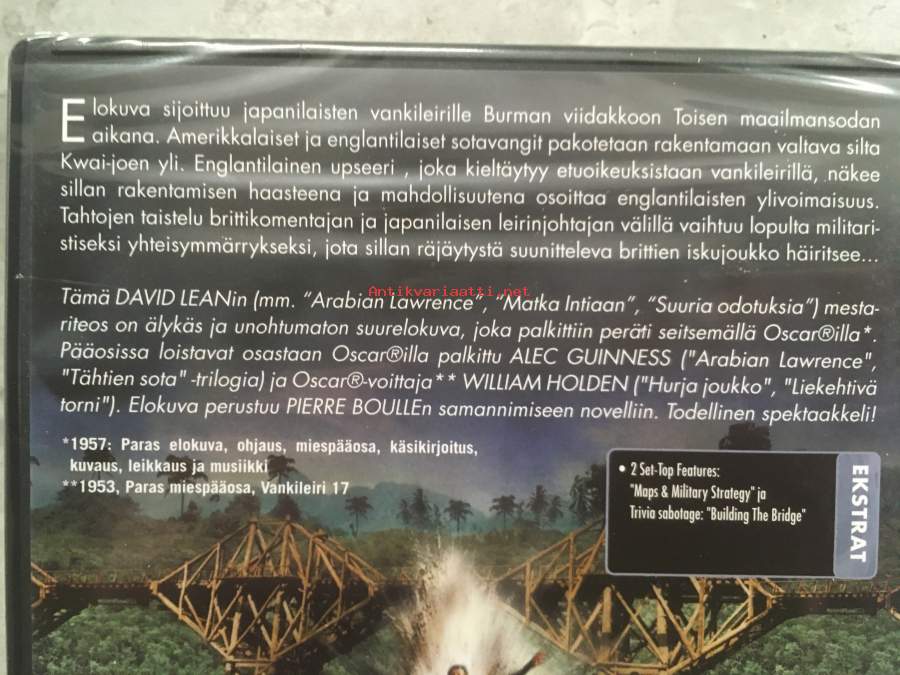 Elokuva sijoittuu japanilaisten vankileirille Burman viidakkoon Toisen maailmansodan
aikana. Amerikkalaiset ja englantilaiset sotavangit pakotetaan rakentamaan valtava silta
Kwai-joen yli. Englantilainen upseeri , joka kieltäytyy etuoikeuksistaan vankileirillä, näkee
sillan rakentamisen haasteena ja mahdollisuutena osoittaa englantilaisten ylivoimaisuus.
Tahtojen taistelu brittikomentajan ja japanilaisen leirinjohtajan välillä vaihtuu lopulta militari-
stiseksi yhteisymmärrykseksi, jota sillan räjäytystä suunitteleva brittien iskujoukko häiritsee...
Antikvariaatti.net
Tämä DAVID LEANin (mm. “Arabian Lawrence”, “Matka Intiaan”, “Suuria odotuksia”) mesta-
riteos on älykäs ja unohtumaton suurelokuva, joka palkittiin peräti seitsemällä Oscar®illa*.
Pääosissa loistavat osastaan Oscar®illa palkittu ALEC GUINNESS ("Arabian Lawrence",
"Tähtien sota" -trilogia) ja Oscar®-voittaja** WILLIAM HOLDEN ("Hurja joukko", "Liekehtivä
torni"). Elokuva perustuu PIERRE BOULLEn samannimiseen novelliin. Todellinen spektaakkeli!
*1957: Paras elokuva, ohjaus, miespääosa, käsikirjoitus,
kuvaus, leikkaus ja musiikki
**1953, Paras miespääosa, Vankileiri 17
• 2 Set-Top Features:
"Maps & Military Strategy" ja
Trivia sabotage: "Building The Bridge"
EKSTRAT